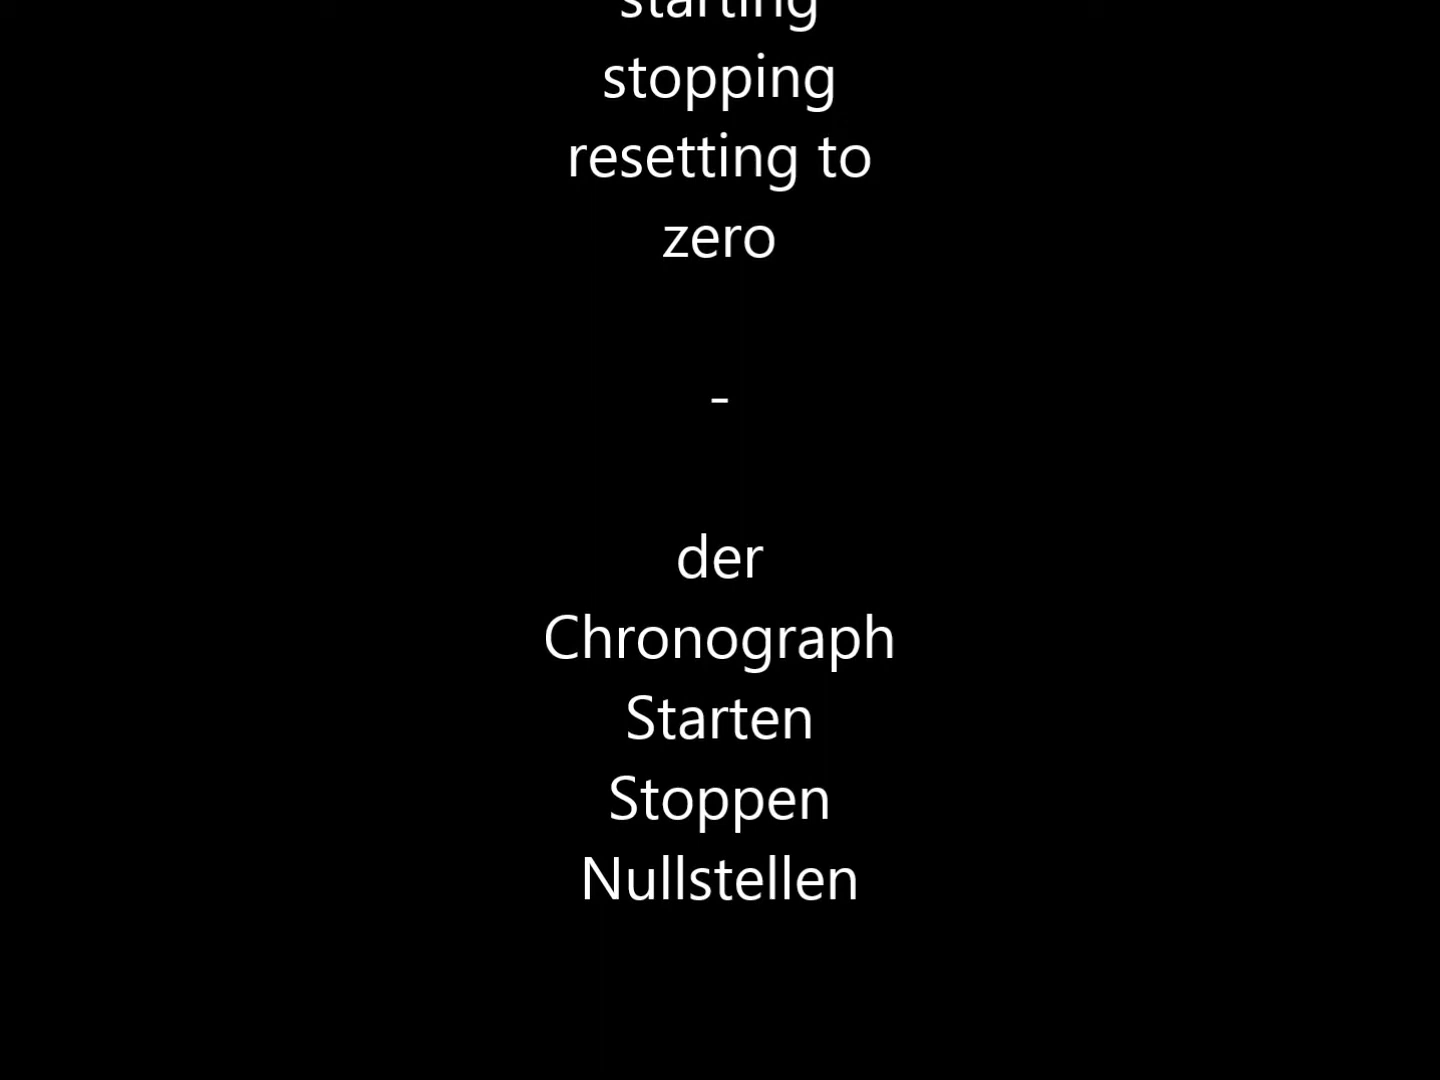 starting
stopping
resetting to
zero
-
der
Chronograph
Starten
Stoppen
Nullstellen